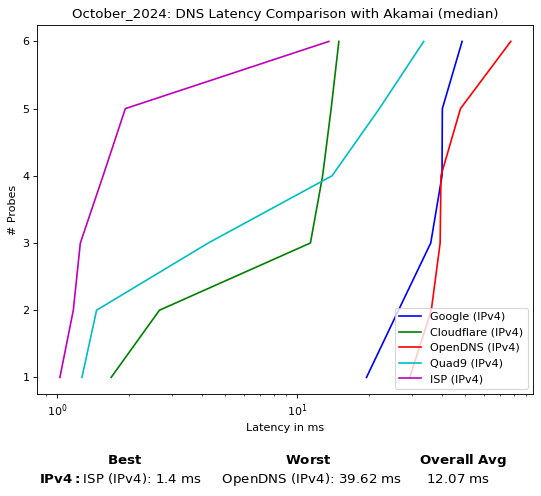 October_2024: DNS Latency Comparison with Akamai (median)
6
5
4
3
2
1
# Probes
10^0
10^1
Latency in ms
Google (IPv4)
Cloudflare (IPv4)
OpenDNS (IPv4)
Quad9 (IPv4)
ISP (IPv4)
Best Worst Overall Avg
IPv4: ISP (IPv4): 1.4 ms OpenDNS (IPv4): 39.62 ms 12.07 ms